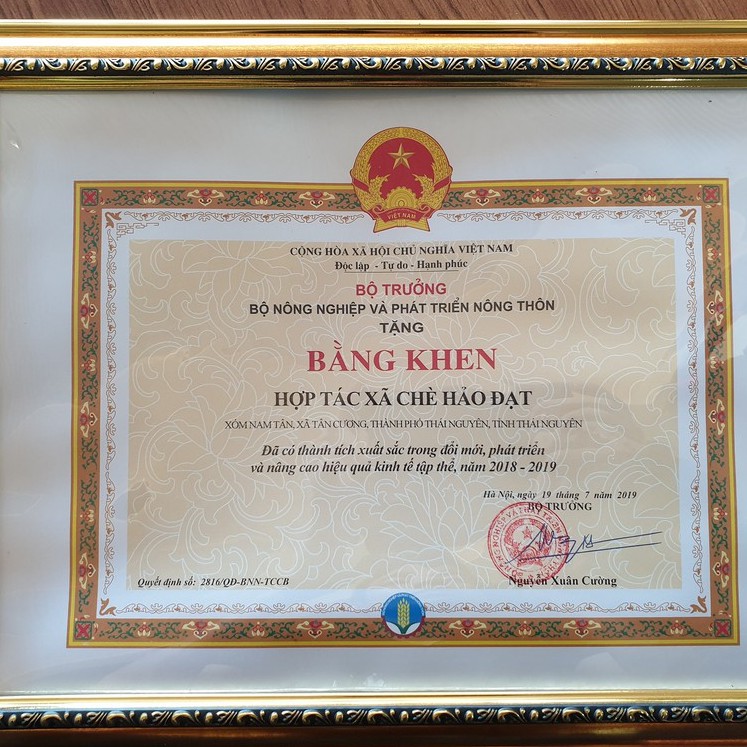 VIỆT NAM
CỘNG HÒA XÃ HỘI CHỦ NGHĨA VIỆT NAM
Độc lập - Tự do - Hạnh phúc
BỘ TRƯỞNG
BỘ NÔNG NGHIỆP VÀ PHÁT TRIỂN NÔNG THÔN
TẶNG
BẰNG KHEN
HỢP TÁC XÃ CHÈ HẢO ĐẠT
XÓM NAM TÂN, XÃ TÂN CƯƠNG, THÀNH PHỐ THÁI NGUYÊN, TỈNH THÁI NGUYÊN
Đã có thành tích xuất sắc trong đổi mới, phát triển
và nâng cao hiệu quả kinh tế tập thể, năm 2018 - 2019
Hà Nội, ngày 19 tháng 7 năm 2019
BỘ TRƯỞNG
Nguyễn Xuân Cường
Quyết định số: 2816/QĐ-BNN-TCCB